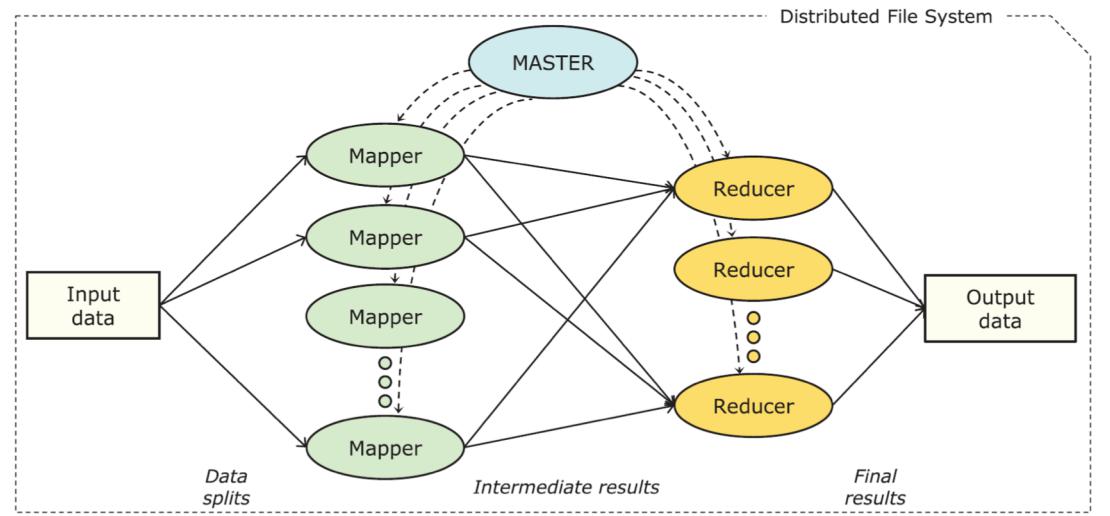 Distributed File System
MASTER
Mapper
Reducer
Mapper
Reducer
Input
data
Output
data
Mapper
Reducer
Mapper
Data
splits
Intermediate results
Final
results